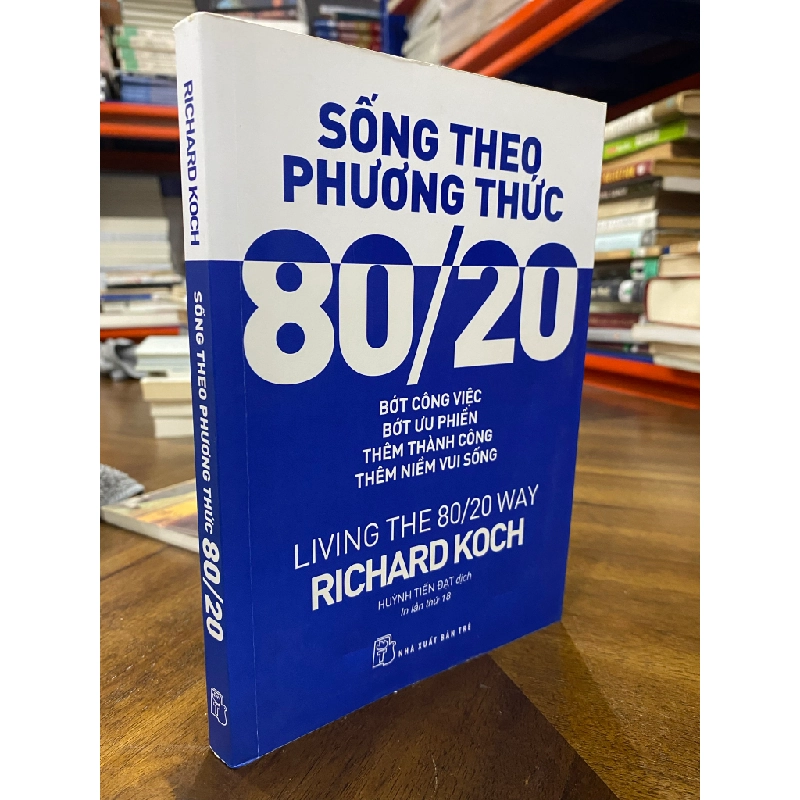 RICHARD KOCH
SỐNG THEO PHƯƠNG THỨC 80/20
SỐNG THEO
PHƯƠNG THỨC
80/20
BỚT CÔNG VIỆC
BỚT ƯU PHIỀN
THÊM THÀNH CÔNG
THÊM NIỀM VUI SỐNG
LIVING THE 80/20 WAY
RICHARD KOCH
HUỲNH TIẾN ĐẠT dịch
In lần thứ 18
NHÀ XUẤT BẢN TRẺ